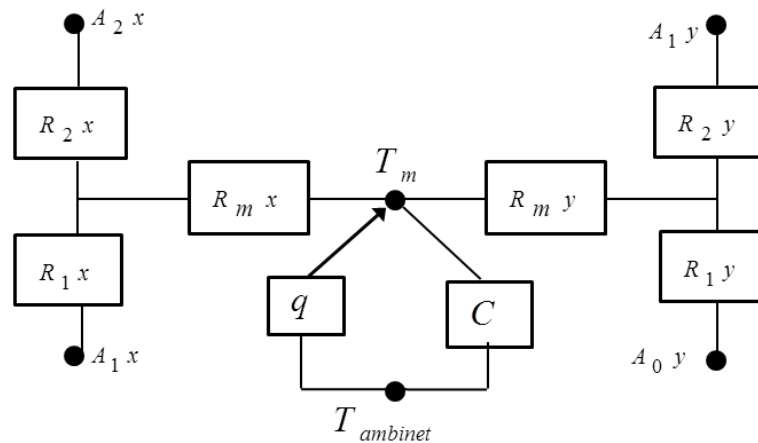 A 2 x
A 1 y
R 2 x
R 2 y
T m
R m x
R m y
R 1 x
R 1 y
q
C
A 1 x
A 0 y
T ambinet